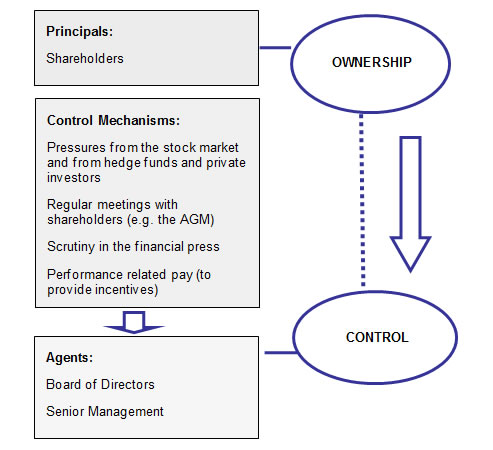 Principals:
Shareholders
OWNERSHIP
Control Mechanisms:
Pressures from the stock market
and from hedge funds and private
investors
Regular meetings with
shareholders (e.g. the AGM)
Scrutiny in the financial press
Performance related pay (to
provide incentives)
CONTROL
Agents:
Board of Directors
Senior Management